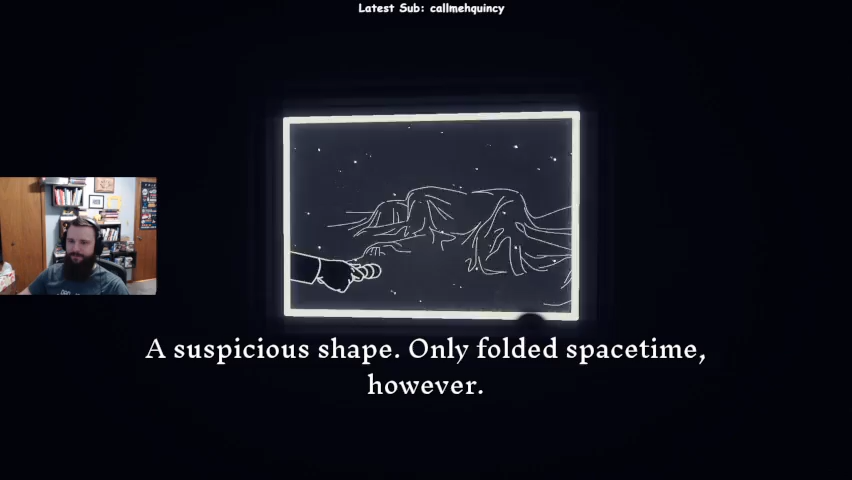 Latest Sub: callmehquincy
A suspicious shape. Only folded spacetime,
however.